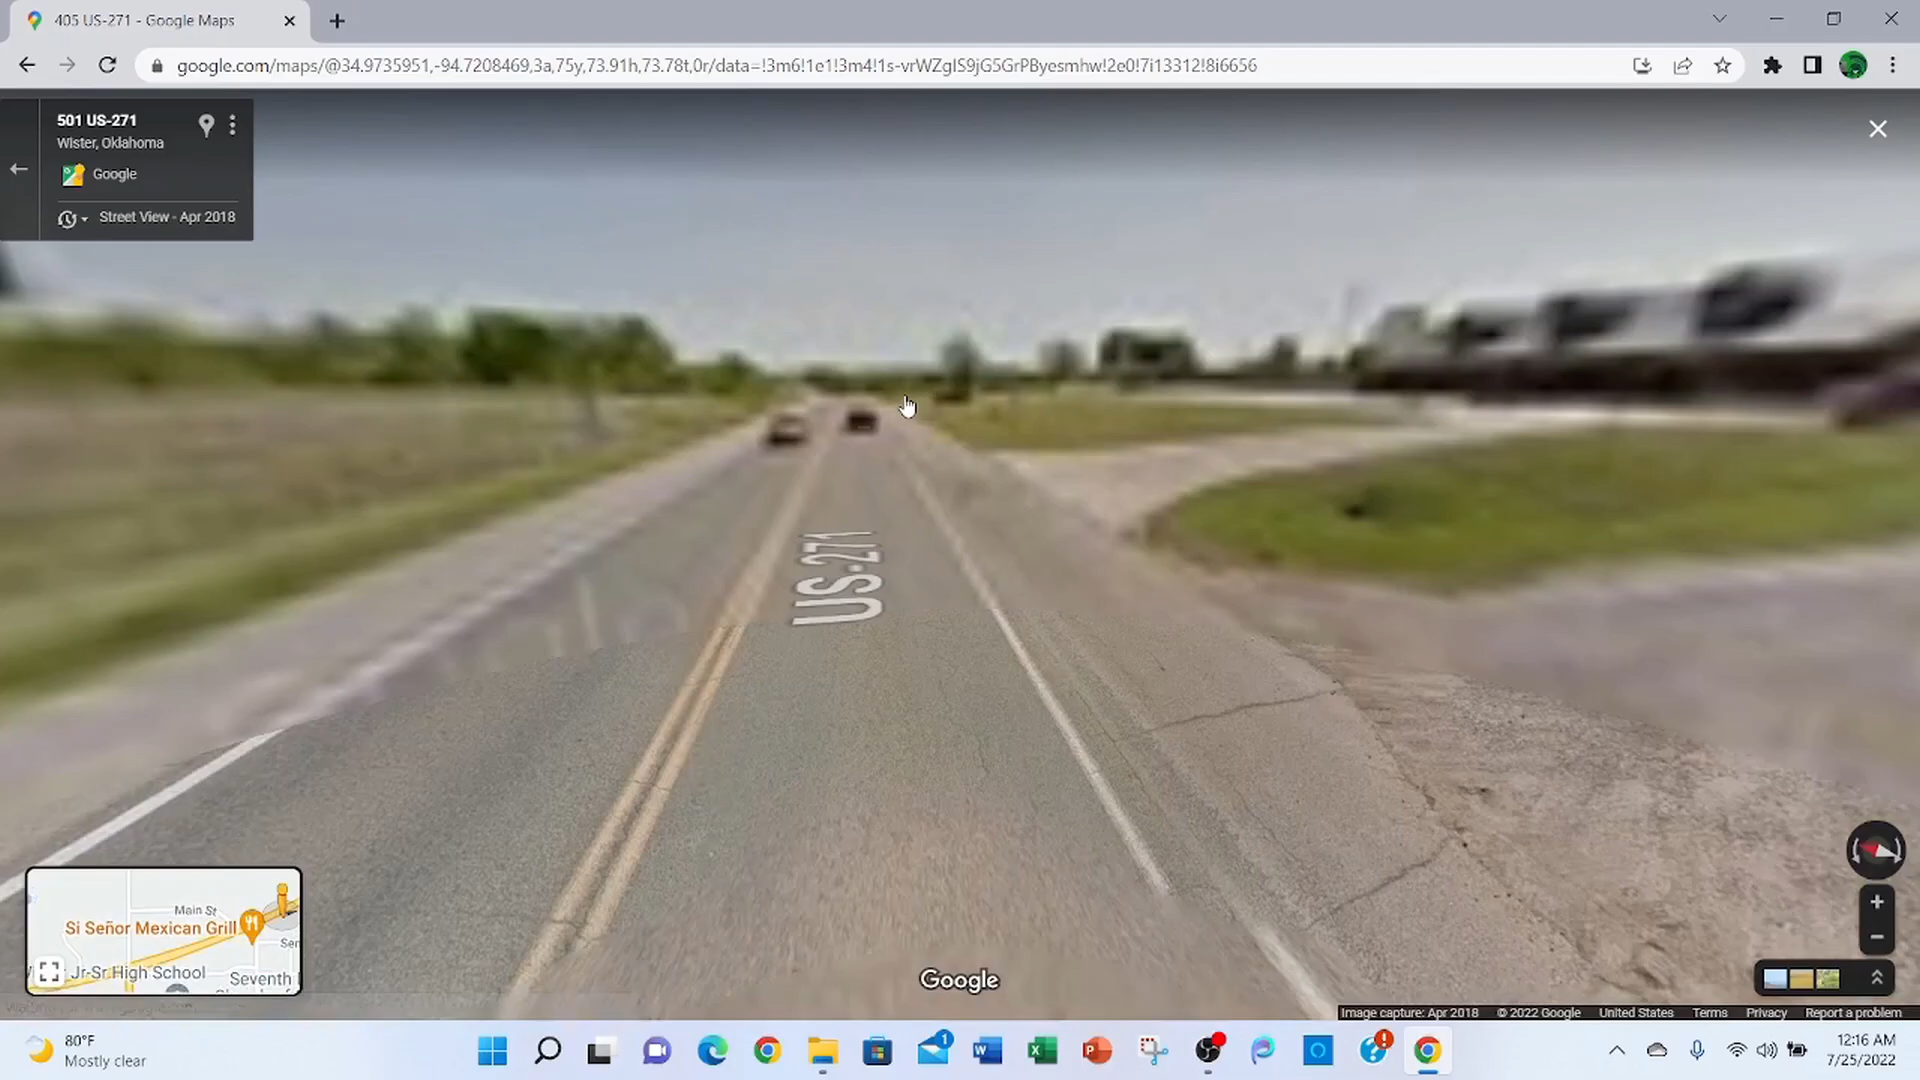 405 US-271 - Google Maps
google.com/maps/@34.9735951,-94.7208469,3a,75y,73.91h,73.78t,0r/data=!3m6!1e1!3m4!1s-vrWZgIS9jG5GrPByesmhw!2e0!7i13312!8i6656
501 US-271
Wister, Oklahoma
Google
Street View - Apr 2018
US-271
Main St
Si Señor Mexican Grill
Jr-Sr High School
Seventh
Google
Image capture: Apr 2018 © 2022 Google United States Terms Privacy Report a problem
80°F
Mostly clear
1
12:16 AM
7/25/2022